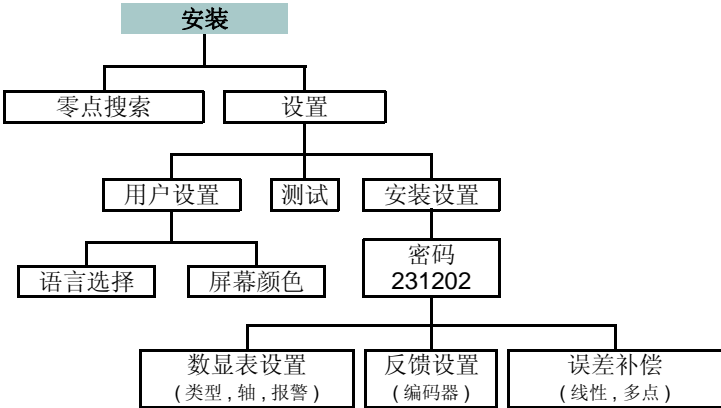 安装
零点搜索
设置
用户设置
测试
安装设置
语言选择
屏幕颜色
密码
231202
数显表设置
(类型,轴,报警)
反馈设置
(编码器)
误差补偿
(线性,多点)